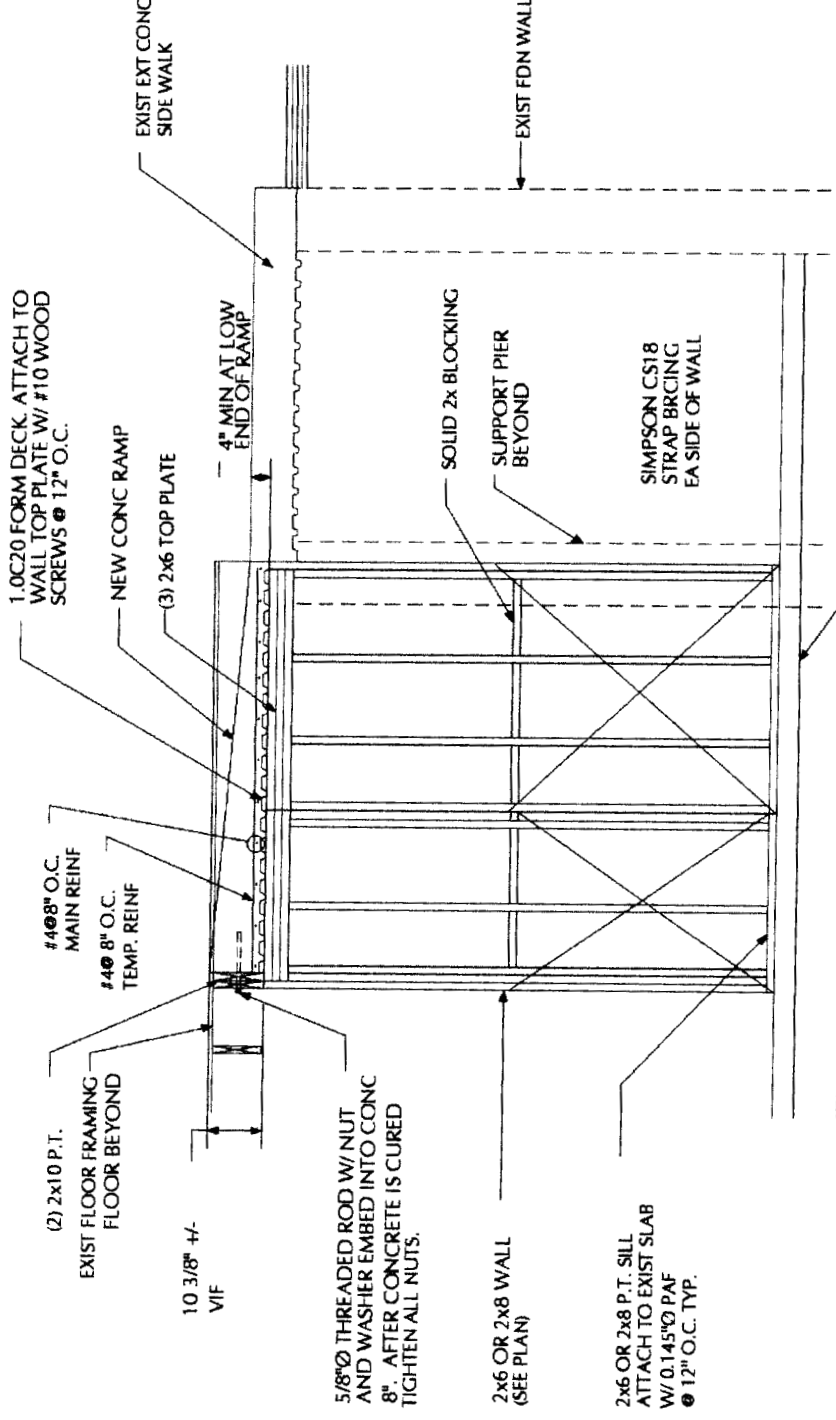 (2) 2x10 P.T.
EXIST FLOOR FRAMING
FLOOR BEYOND
10 3/8" +/-
VIF
5/8"Ø THREADED ROD W/ NUT
AND WASHER EMBED INTO CONC
8". AFTER CONCRETE IS CURED
TIGHTEN ALL NUTS.
2x6 OR 2x8 WALL
(SEE PLAN)
2x6 OR 2x8 P.T. SILL
ATTACH TO EXIST SLAB
W/ 0.145"Ø PAF
@ 12" O.C. TYP.
#4@8" O.C.
MAIN REINF
#4@ 8" O.C.
TEMP. REINF
1.0C20 FORM DECK. ATTACH TO
WALL TOP PLATE W/ #10 WOOD
SCREWS @ 12" O.C.
NEW CONC RAMP
(3) 2x6 TOP PLATE
4" MIN AT LOW
END OF RAMP
SOLID 2x BLOCKING
SUPPORT PIER
BEYOND
SIMPSON CS18
STRAP BRCING
EA SIDE OF WALL
EXIST EXT CONC
SIDE WALK
EXIST FDN WALL